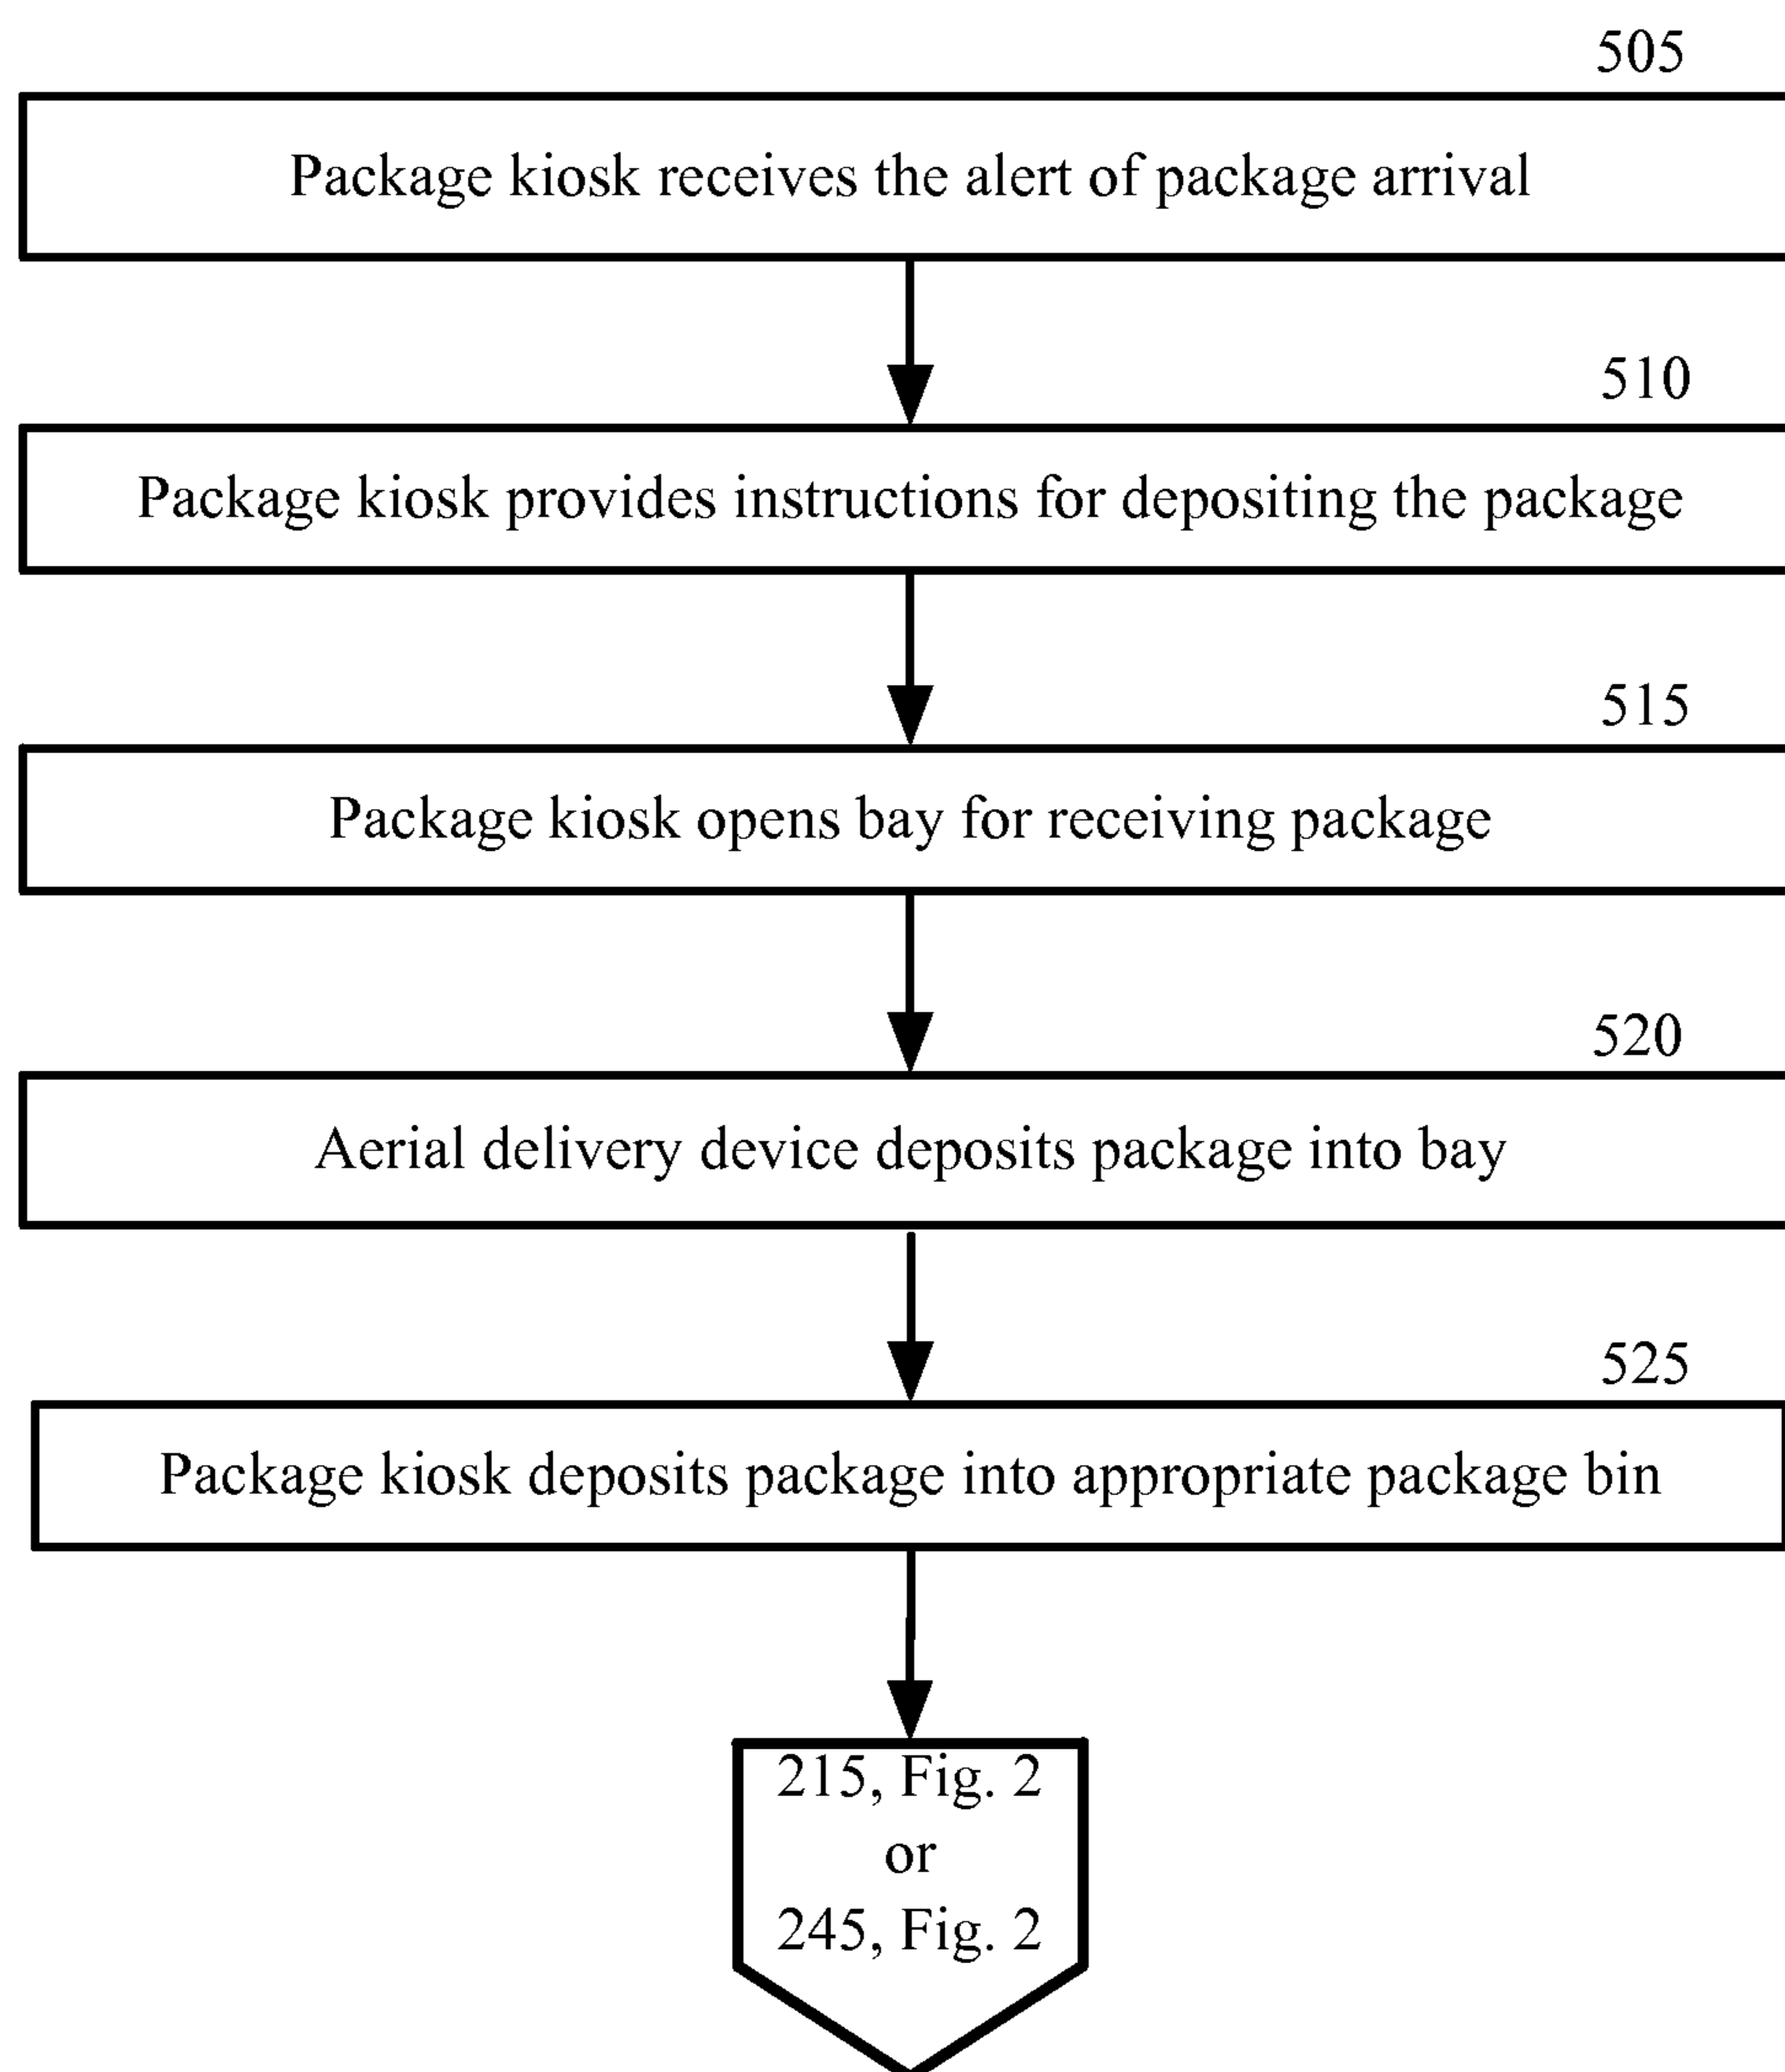 505
Package kiosk receives the alert of package arrival
510
Package kiosk provides instructions for depositing the package
515
Package kiosk opens bay for receiving package
520
Aerial delivery device deposits package into bay
525
Package kiosk deposits package into appropriate package bin
215, Fig. 2
or
245, Fig. 2